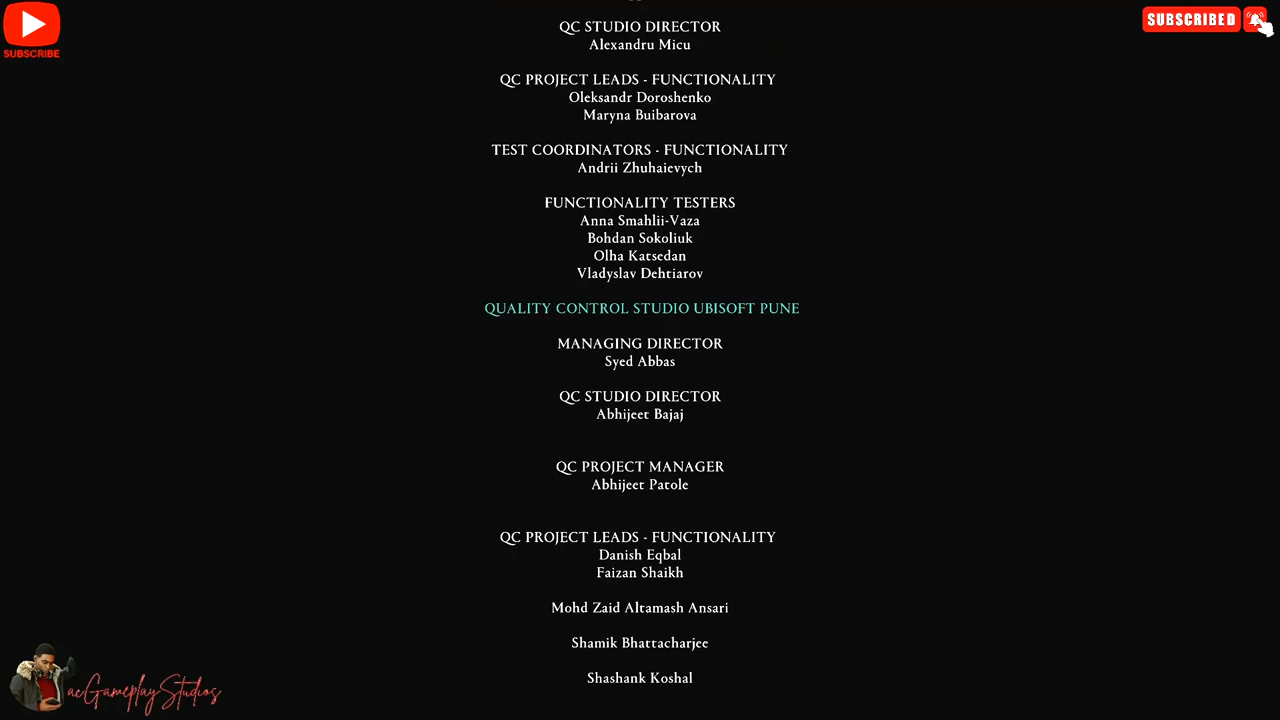 SUBSCRIBE
SUBSCRIBED
QC STUDIO DIRECTOR
Alexandru Micu
QC PROJECT LEADS - FUNCTIONALITY
Oleksandr Doroshenko
Maryna Buibarova
TEST COORDINATORS - FUNCTIONALITY
Andrii Zhuhaievych
FUNCTIONALITY TESTERS
Anna Smahlii-Vaza
Bohdan Sokoliuk
Olha Katsedan
Vladyslav Dehtiarov
QUALITY CONTROL STUDIO UBISOFT PUNE
MANAGING DIRECTOR
Syed Abbas
QC STUDIO DIRECTOR
Abhijeet Bajaj
QC PROJECT MANAGER
Abhijeet Patole
QC PROJECT LEADS - FUNCTIONALITY
Danish Eqbal
Faizan Shaikh
Mohd Zaid Altamash Ansari
Shamik Bhattacharjee
Shashank Koshal
acGameplayStudios